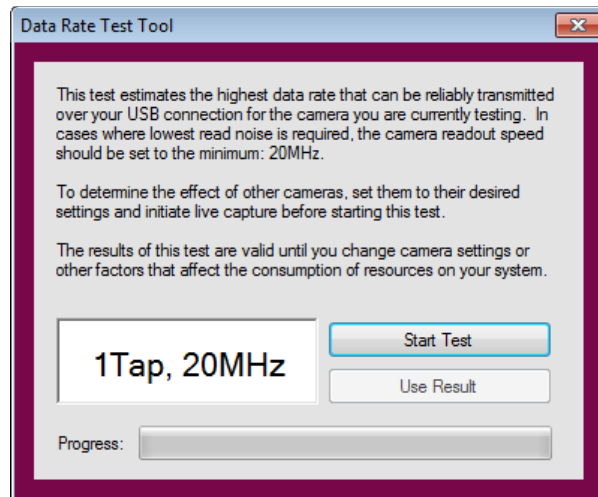 Data Rate Test Tool
This test estimates the highest data rate that can be reliably transmitted
over your USB connection for the camera you are currently testing. In
cases where lowest read noise is required, the camera readout speed
should be set to the minimum: 20MHz.
To determine the effect of other cameras, set them to their desired
settings and initiate live capture before starting this test.
The results of this test are valid until you change camera settings or
other factors that affect the consumption of resources on your system.
1Tap, 20MHz
Start Test
Use Result
Progress: